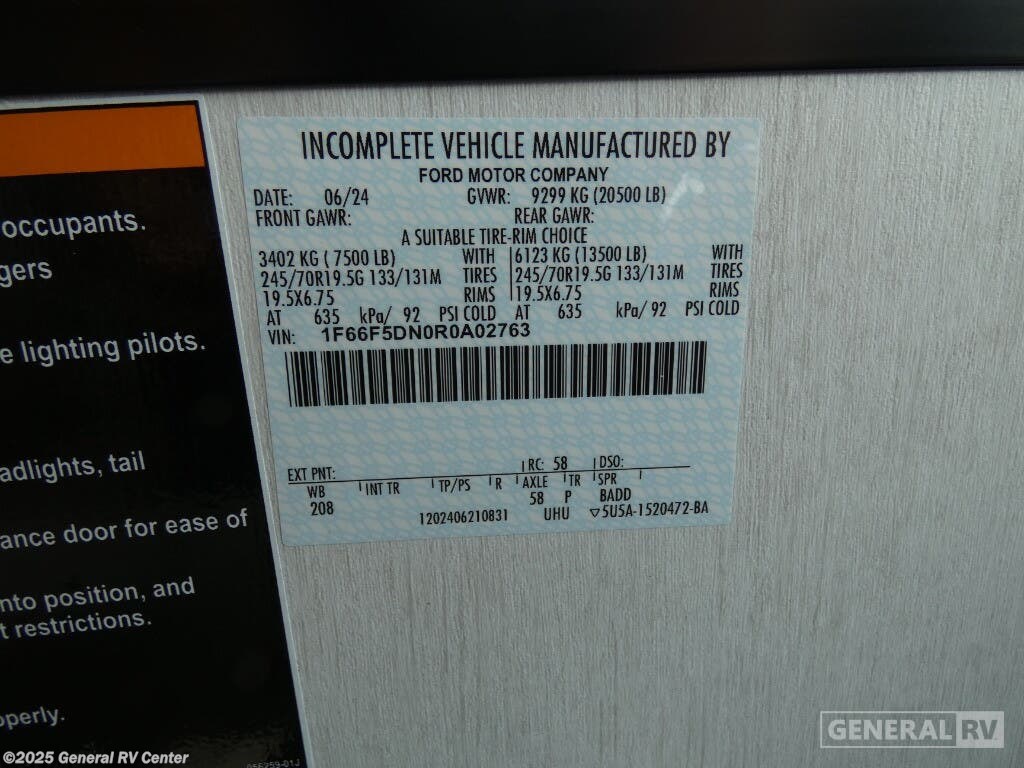 occupants.
gers
e lighting pilots.
adlights, tail
ance door for ease of
nto position, and
t restrictions.
operly.
056259-01J
INCOMPLETE VEHICLE MANUFACTURED BY
FORD MOTOR COMPANY
DATE: 06/24 GVWR: 9299 KG (20500 LB)
FRONT GAWR: REAR GAWR:
A SUITABLE TIRE-RIM CHOICE
3402 KG ( 7500 LB) WITH 6123 KG (13500 LB) WITH
245/70R19.5G 133/131M TIRES 245/70R19.5G 133/131M TIRES
19.5X6.75 RIMS 19.5X6.75 RIMS
AT 635 kPa/ 92 PSI COLD AT 635 kPa/ 92 PSI COLD
VIN: 1F66F5DN0R0A02763
EXT PNT: RC: 58 DSO:
WB INT TR TP/PS R AXLE TR SPR
208 58 P BADD
1202406210831 UHU ▽5U5A-1520472-BA
GENERAL RV
©2025 General RV Center